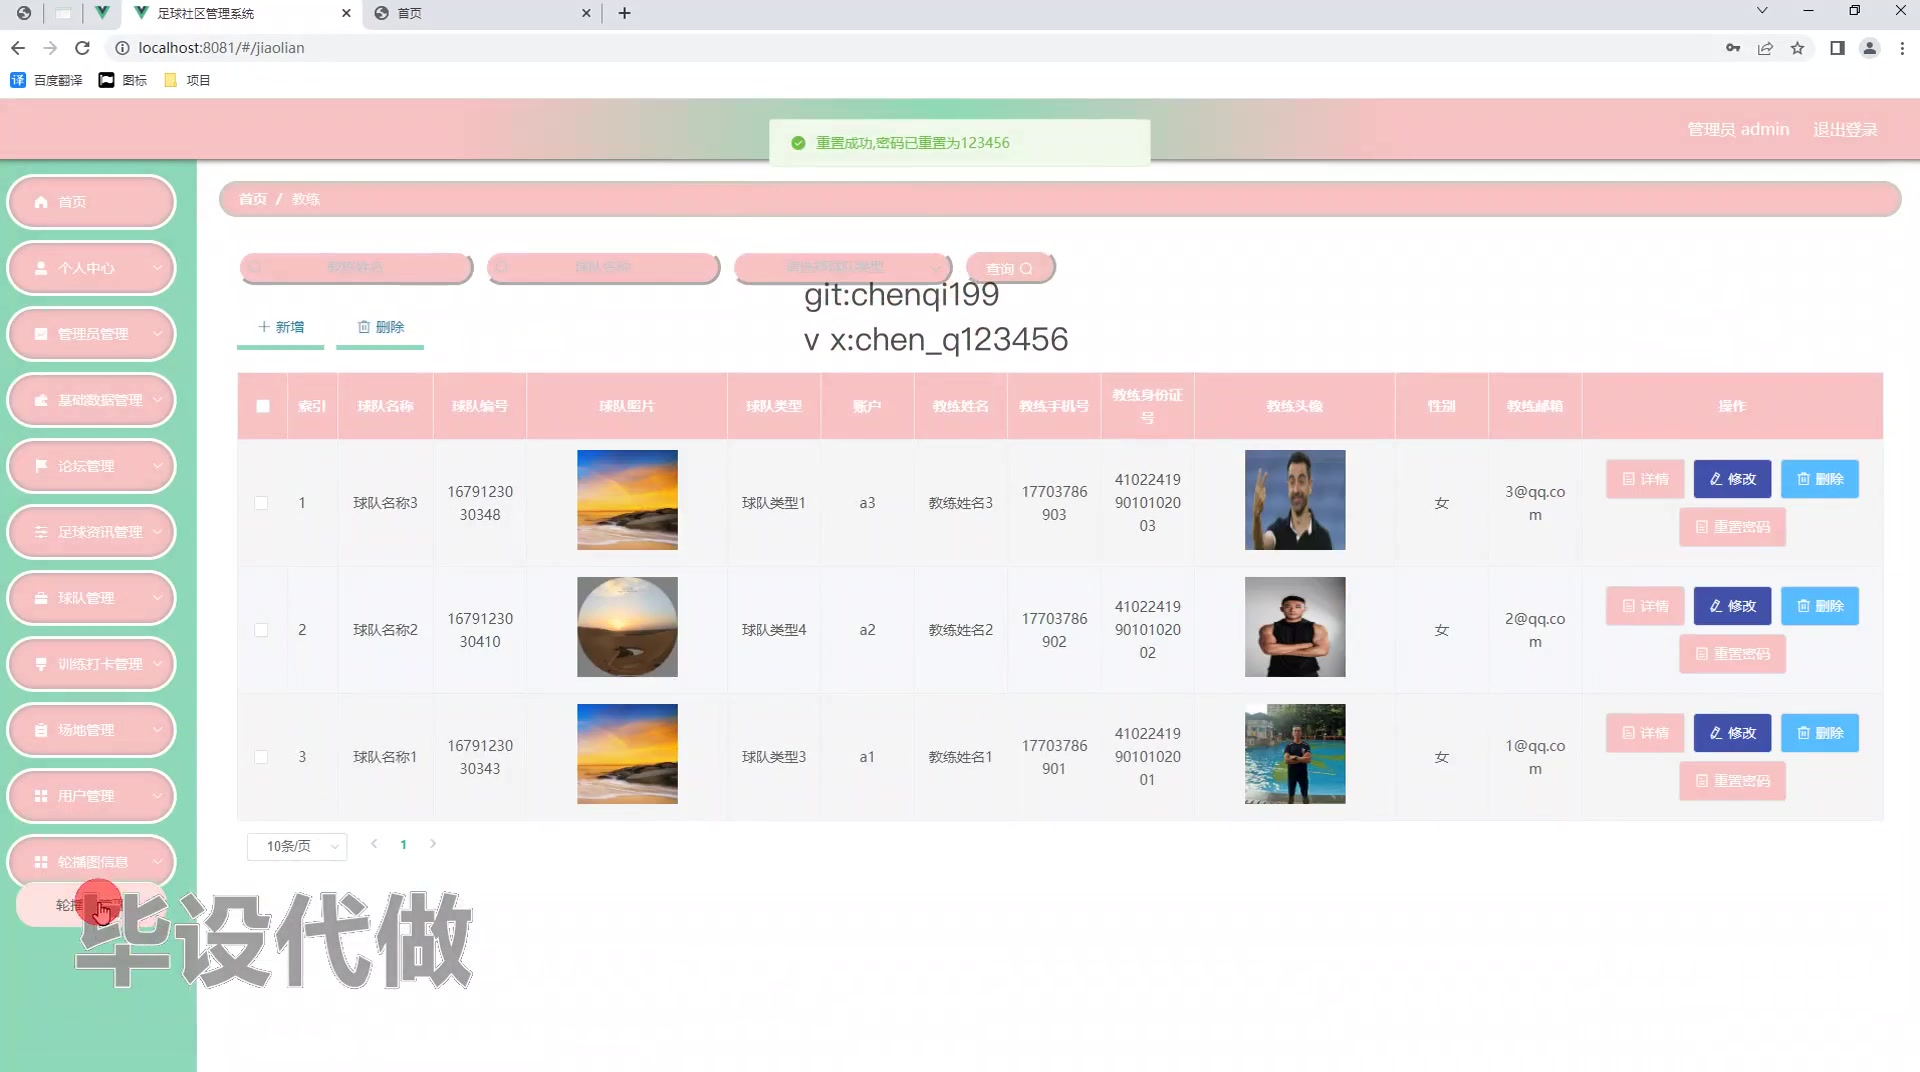 足球社区管理系统
首页
localhost:8081/#/jiaolian
百度翻译
图标
项目
重置成功,密码已重置为123456
管理员 admin
退出登录
首页
个人中心
管理员管理
基础数据管理
论坛管理
足球资讯管理
球队管理
训练打卡管理
场地管理
用户管理
轮播图信息
首页 / 教练
教练姓名
球队名称
请选择球队类型
查询
git:chenqi199
v x:chen_q123456
新增
删除
索引 球队名称 球队编号 球队照片 球队类型 账户 教练姓名 教练手机号 教练身份证号 教练头像 性别 教练邮箱 操作
1 球队名称3 1679123030348 球队类型1 a3 教练姓名3 17703786903 410224199010102003 女 3@qq.com 详情 修改 删除
重置密码
2 球队名称2 1679123030410 球队类型4 a2 教练姓名2 17703786902 410224199010102002 女 2@qq.com 详情 修改 删除
重置密码
3 球队名称1 1679123030343 球队类型3 a1 教练姓名1 17703786901 410224199010102001 女 1@qq.com 详情 修改 删除
重置密码
10条/页
1
毕设代做